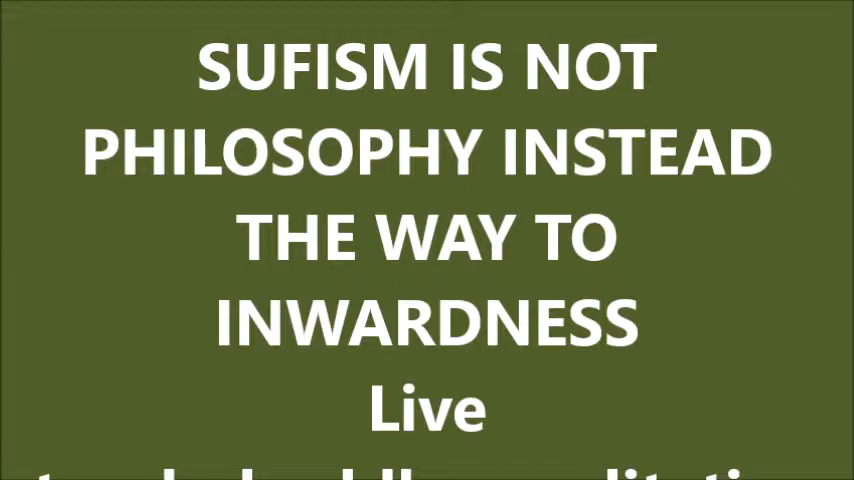 SUFISM IS NOT
PHILOSOPHY INSTEAD
THE WAY TO
INWARDNESS
Live